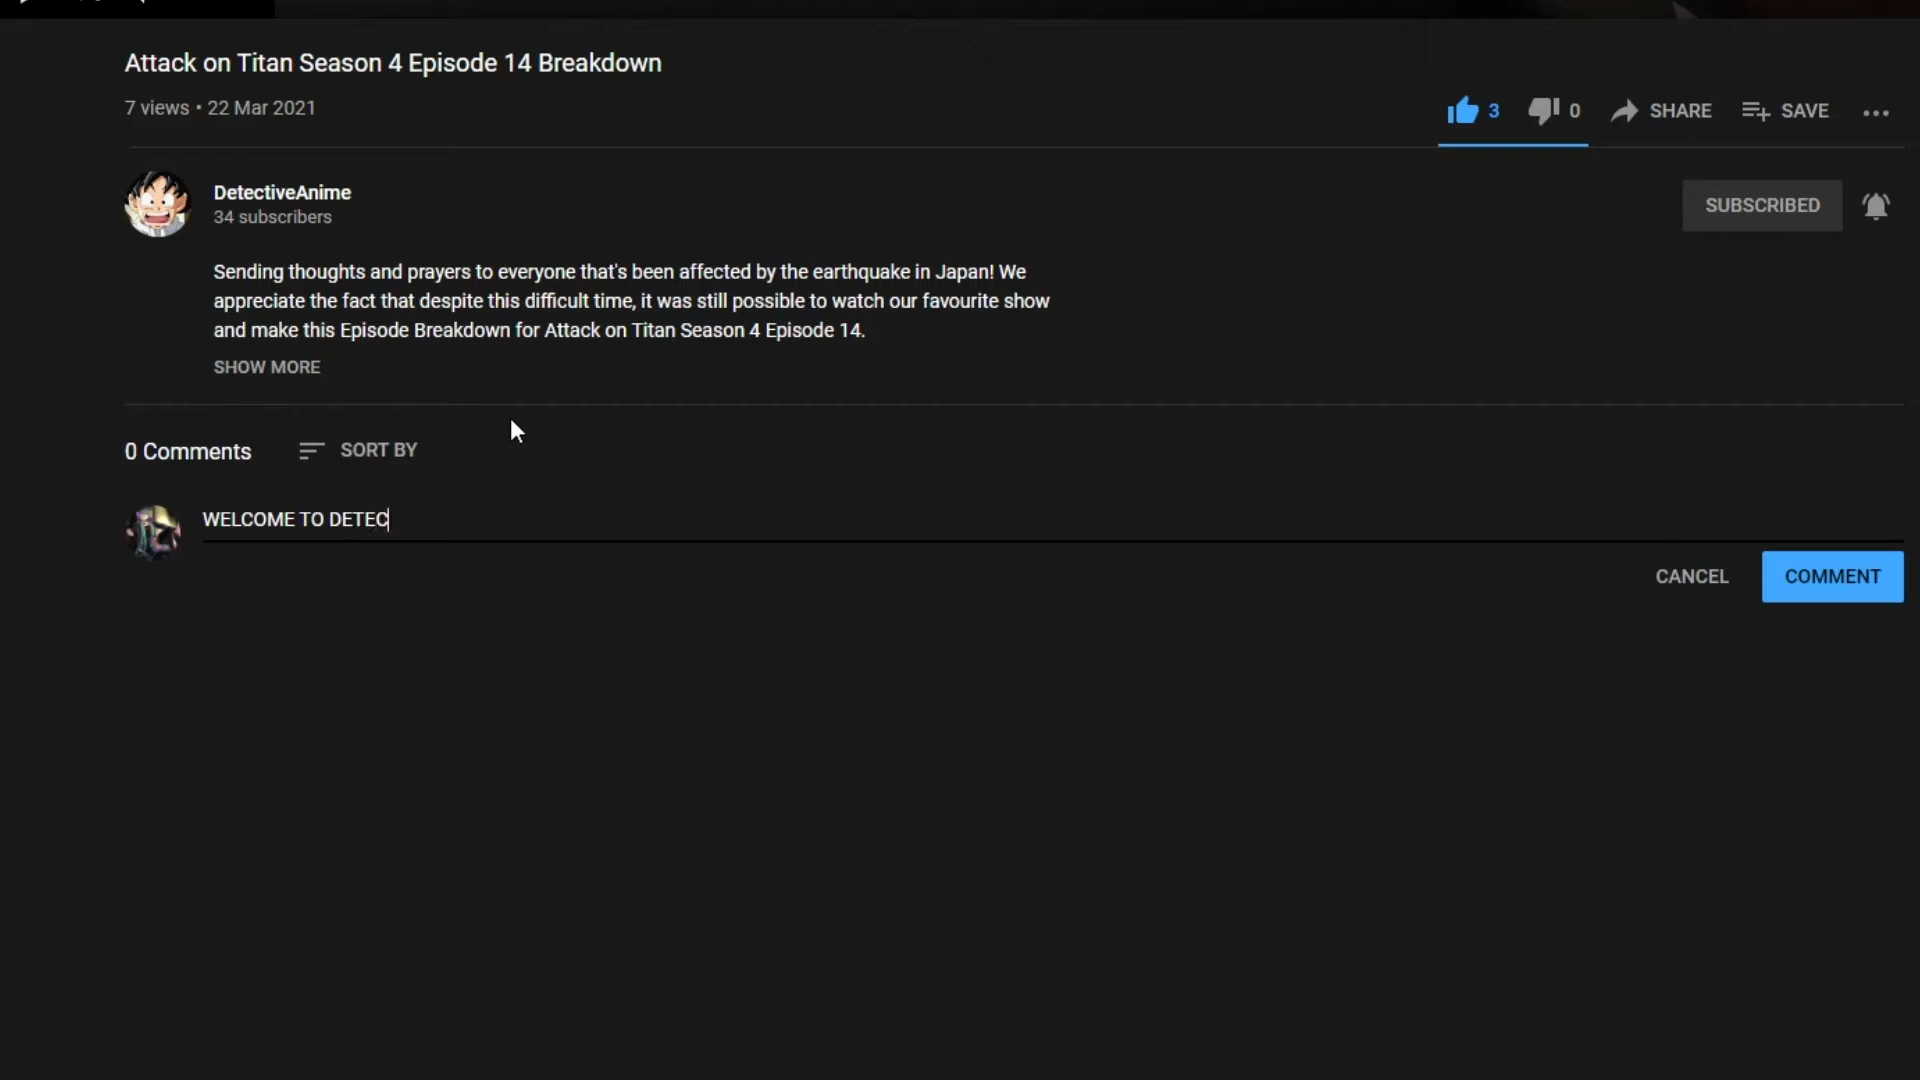 Attack on Titan Season 4 Episode 14 Breakdown
7 views • 22 Mar 2021
3
0
SHARE
SAVE
DetectiveAnime
34 subscribers
SUBSCRIBED
Sending thoughts and prayers to everyone that's been affected by the earthquake in Japan! We
appreciate the fact that despite this difficult time, it was still possible to watch our favourite show
and make this Episode Breakdown for Attack on Titan Season 4 Episode 14.
SHOW MORE
0 Comments
SORT BY
WELCOME TO DETEC
CANCEL
COMMENT